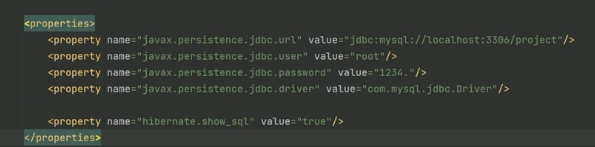 <properties>
<property name="javax.persistence.jdbc.url" value="jdbc:mysql://localhost:3306/project"/>
<property name="javax.persistence.jdbc.user" value="root"/>
<property name="javax.persistence.jdbc.password" value="1234."/>
<property name="javax.persistence.jdbc.driver" value="com.mysql.jdbc.Driver"/>
<property name="hibernate.show_sql" value="true"/>
</properties>